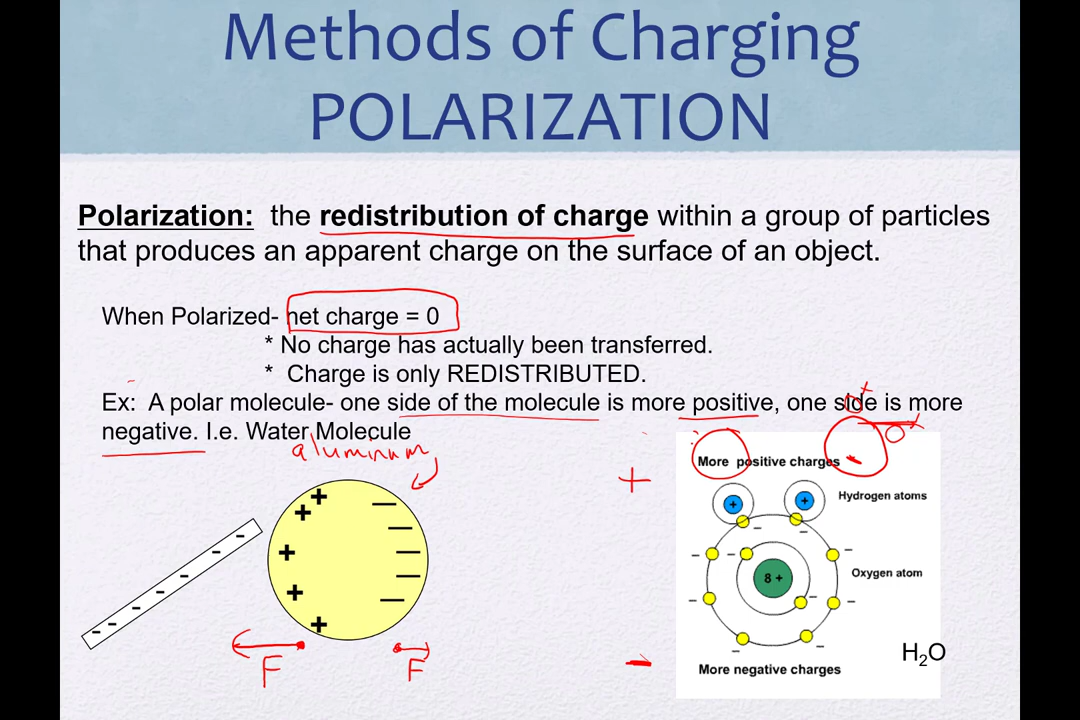 Methods of Charging
POLARIZATION
Polarization: the redistribution of charge within a group of particles
that produces an apparent charge on the surface of an object.
When Polarized- net charge = 0
* No charge has actually been transferred.
* Charge is only REDISTRIBUTED.
Ex: A polar molecule- one side of the molecule is more positive, one side is more
negative. I.e. Water Molecule
aluminum
More positive charges
Hydrogen atoms
8 +
Oxygen atom
H₂O
More negative charges
F
F